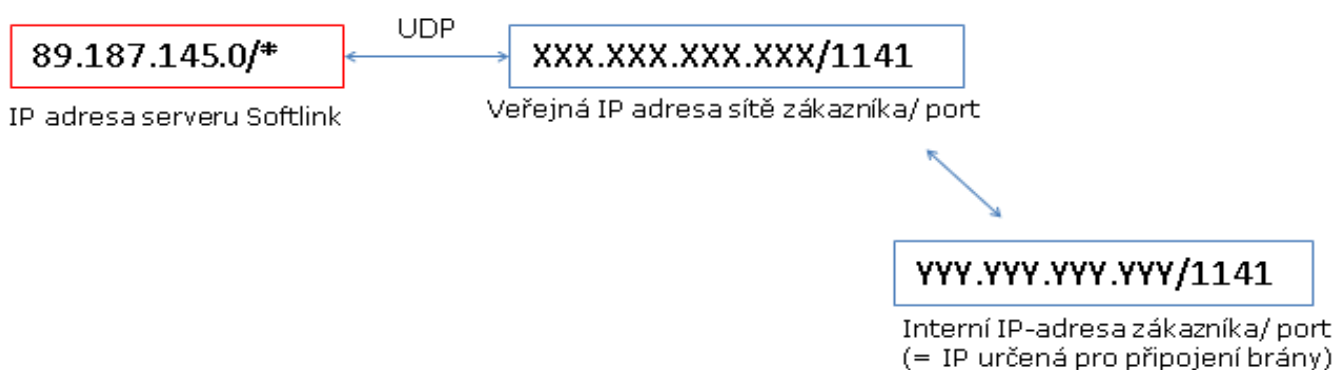 UDP
89.187.145.0/*
XXX.XXX.XXX.XXX/1141
IP adresa serveru Softlink
Veřejná IP adresa sítě zákazníka/ port
YYY.YYY.YYY.YYY/1141
Interní IP-adresa zákazníka/ port
(= IP určená pro připojení brány)